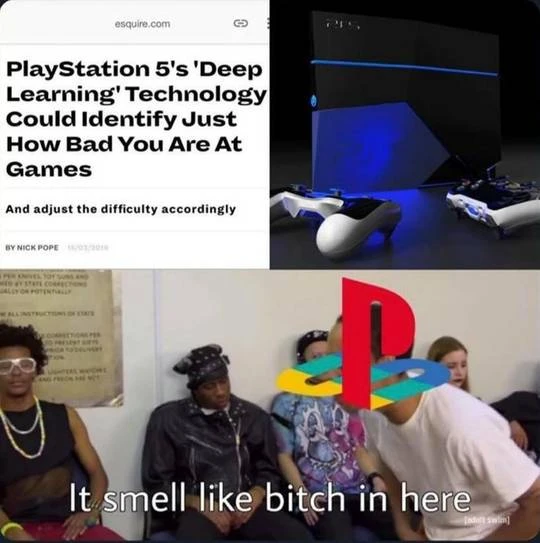 esquire.com
PlayStation 5's 'Deep
Learning' Technology
Could Identify Just
How Bad You Are At
Games
And adjust the difficulty accordingly
BY NICK POPE
PS5
It smell like bitch in here
[adult swim]